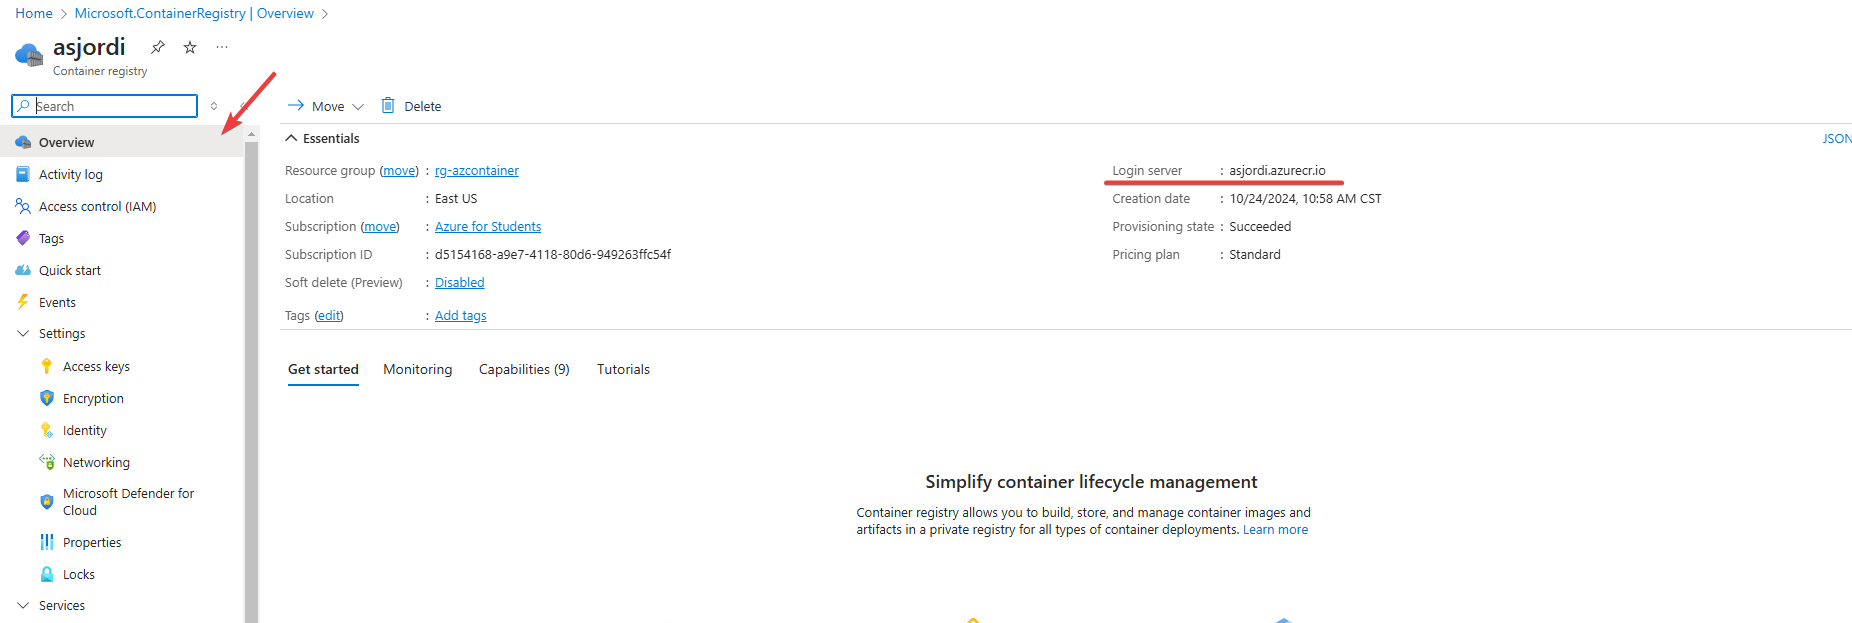 Home > Microsoft.ContainerRegistry | Overview >
asjordi ...
Container registry
Search
Overview
Activity log
Access control (IAM)
Tags
Quick start
Events
Settings
Access keys
Encryption
Identity
Networking
Microsoft Defender for
Cloud
Properties
Locks
Services
Move
Delete
Essentials
JSON
Resource group (move) : rg-azcontainer
Location : East US
Subscription (move) : Azure for Students
Subscription ID : d5154168-a9e7-4118-80d6-949263ffc54f
Soft delete (Preview) : Disabled
Tags (edit) : Add tags
Login server : asjordi.azurecr.io
Creation date : 10/24/2024, 10:58 AM CST
Provisioning state : Succeeded
Pricing plan : Standard
Get started Monitoring Capabilities (9) Tutorials
Simplify container lifecycle management
Container registry allows you to build, store, and manage container images and
artifacts in a private registry for all types of container deployments. Learn more